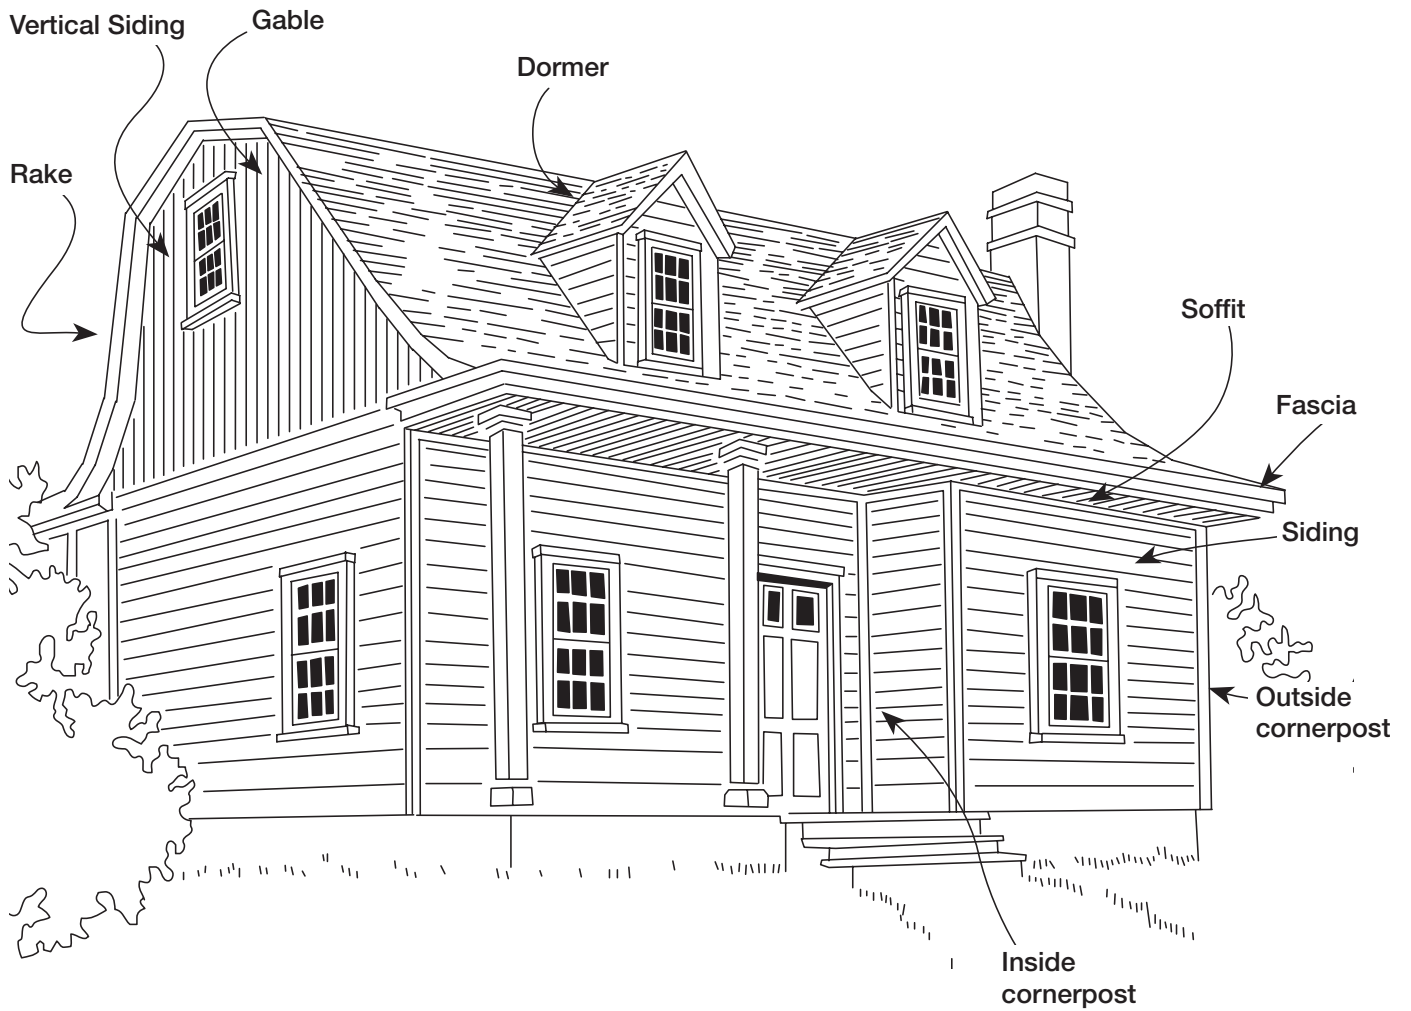 Vertical Siding
Gable
Dormer
Rake
Soffit
Fascia
Siding
Outside
cornerpost
Inside
cornerpost